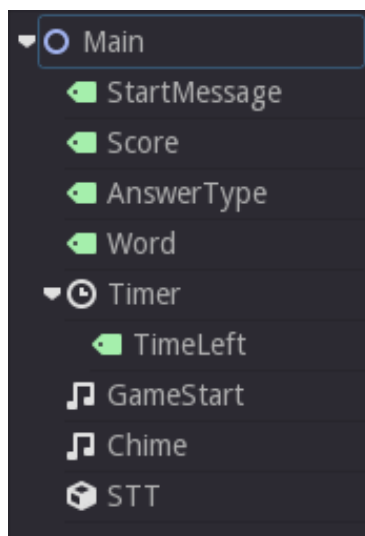 Main
StartMessage
Score
AnswerType
Word
Timer
TimeLeft
GameStart
Chime
STT